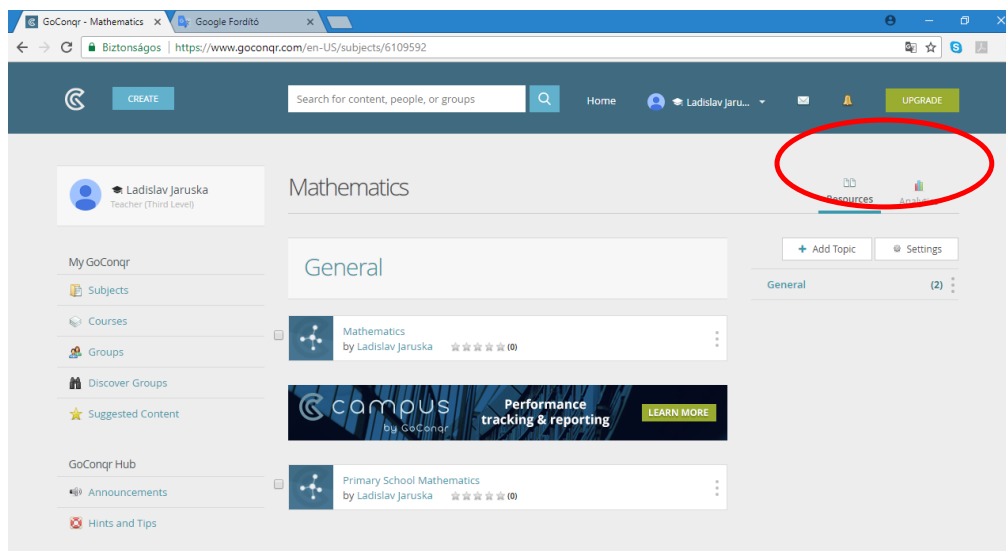 GoConqr - Mathematics
Google Fordító
Biztonságos | https://www.goconqr.com/en-US/subjects/6109592
CREATE
Search for content, people, or groups
Home
Ladislav Jaru...
UPGRADE
Ladislav Jaruska
Teacher (Third Level)
Mathematics
Resources
My GoConqr
Subjects
Courses
Groups
Discover Groups
Suggested Content
GoConqr Hub
Announcements
Hints and Tips
General
Mathematics
by Ladislav Jaruska (0)
campus
by GoConqr
Performance
tracking & reporting
LEARN MORE
Primary School Mathematics
by Ladislav Jaruska (0)
+ Add Topic
Settings
General (2)